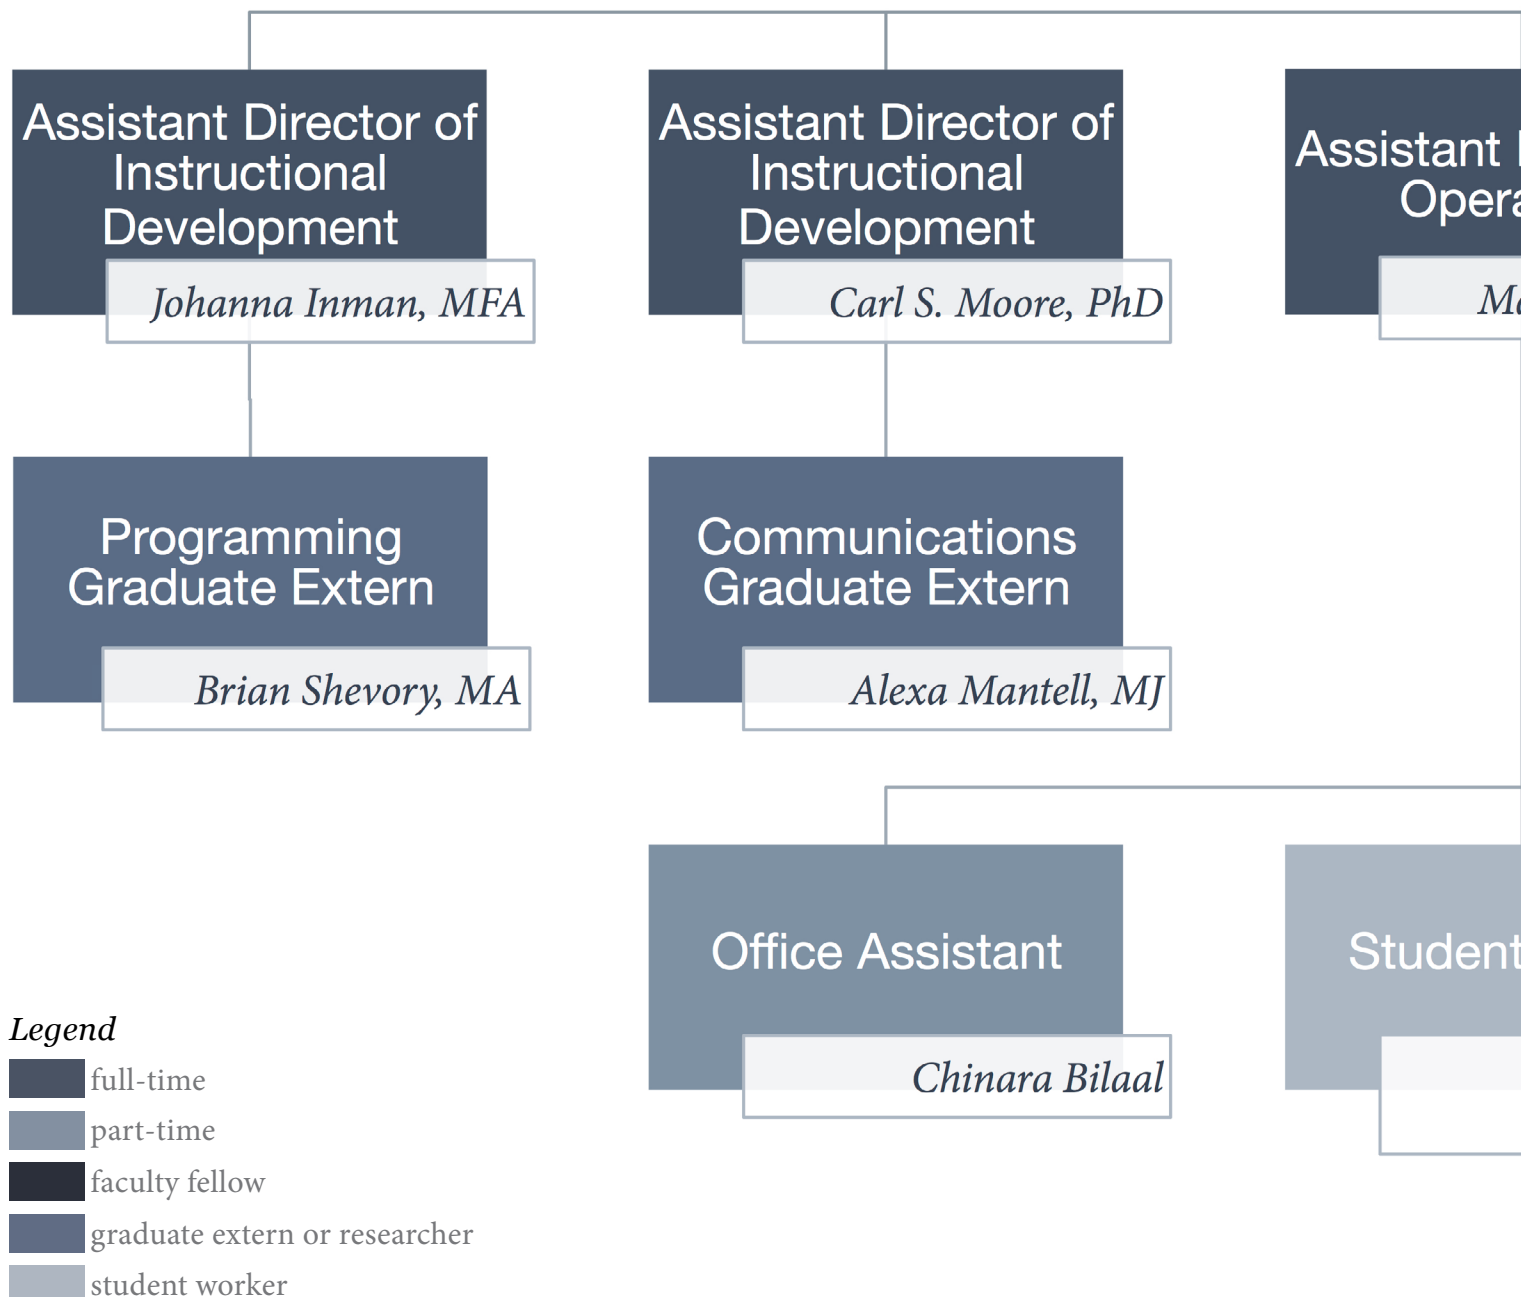 Assistant Director of
Instructional
Development
Johanna Inman, MFA
Assistant Director of
Instructional
Development
Carl S. Moore, PhD
Assistant
Programming
Graduate Extern
Brian Shevory, MA
Communications
Graduate Extern
Alexa Mantell, MJ
Office Assistant
Chinara Bilaal
Student
Legend
full-time
part-time
faculty fellow
graduate extern or researcher
student worker